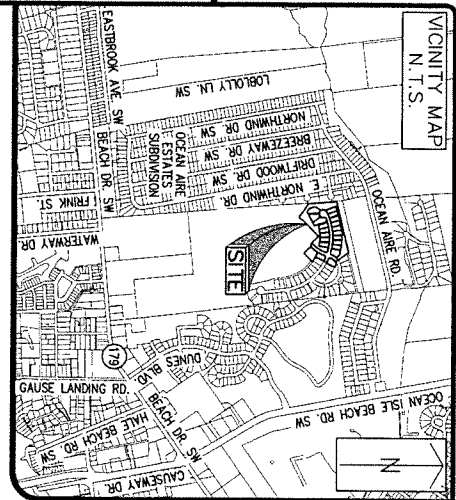 VICINITY MAP
N.T.S.
LOBLOLLY LN. SW
NORTHWIND DR. SW
BREEZEWAY DR. SW
DRIFTWOOD DR. SW
E. NORTHWIND DR.
OCEAN AIRE
ESTATES
SUBDIVISION
OCEAN AIRE RD.
EASTBROOK AVE. SW
BEACH DR. SW
FRINK ST.
WATERWAY DR.
SITE
179
DUNES BLVD.
GAUSE LANDING RD.
BEACH DR. SW
HALE BEACH RD. SW
OCEAN ISLE BEACH RD. SW
CAUSEWAY DR.
N